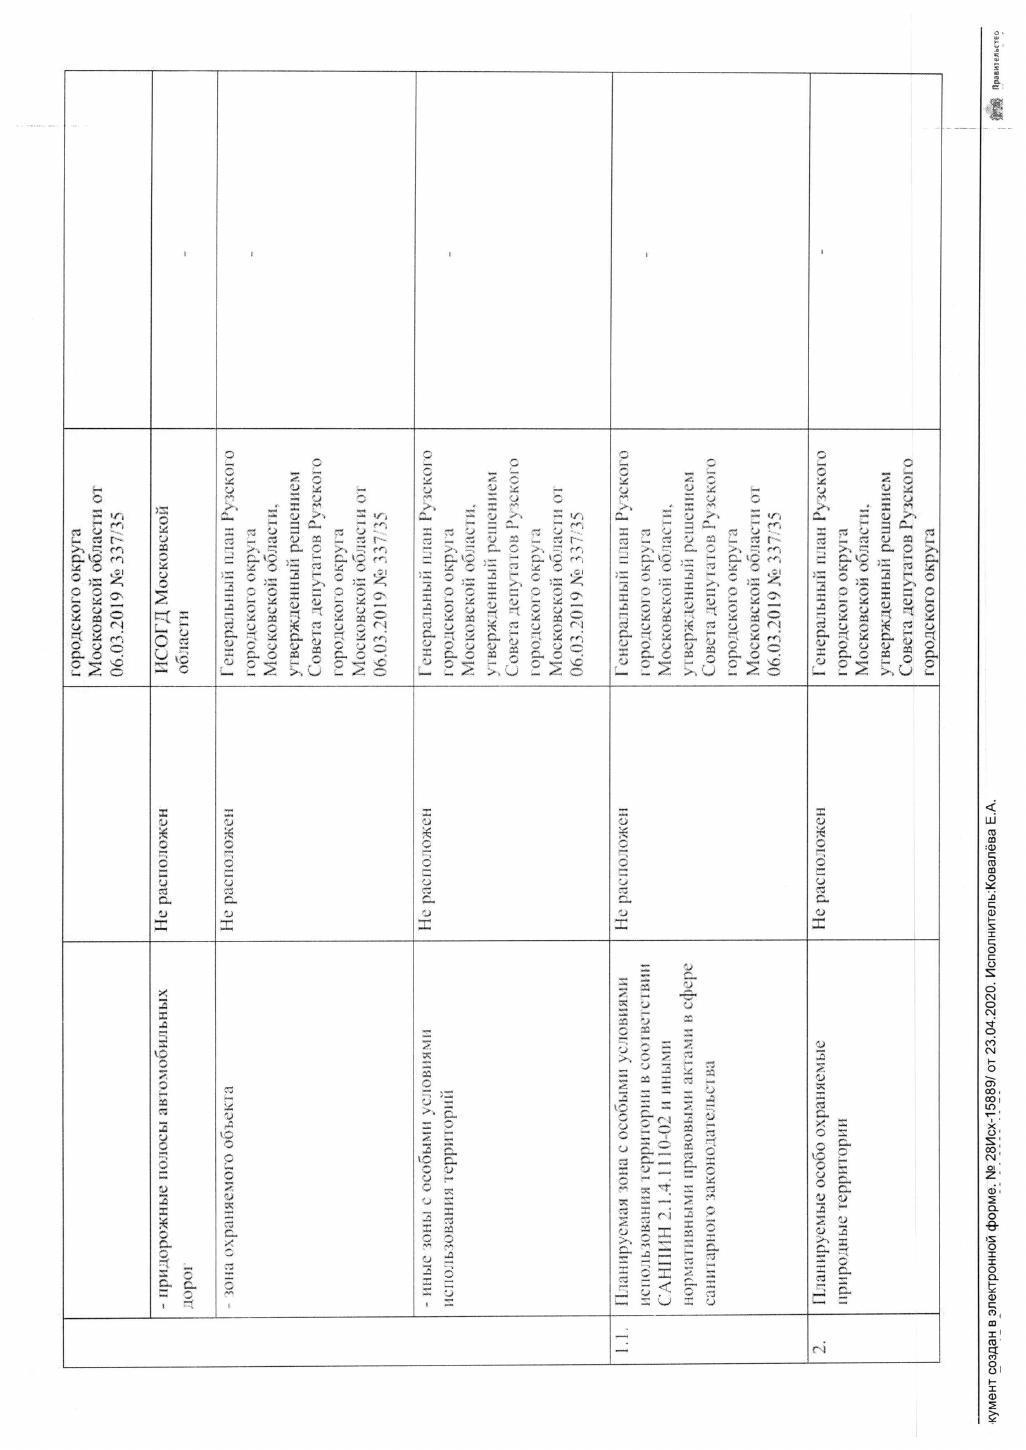 городского округа
Московской области от
06.03.2019 № 337/35
- придорожные полосы автомобильных
дорог
Не расположен
ИСОГД Московской
области
-
- зона охраняемого объекта
Не расположен
Генеральный план Рузского
городского округа
Московской области,
утвержденный решением
Совета депутатов Рузского
городского округа
Московской области от
06.03.2019 № 337/35
-
- иные зоны с особыми условиями
использования территорий
Не расположен
Генеральный план Рузского
городского округа
Московской области,
утвержденный решением
Совета депутатов Рузского
городского округа
Московской области от
06.03.2019 № 337/35
-
1.1.
Планируемая зона с особыми условиями
использования территории в соответствии
САНПИН 2.1.4.1110-02 и иными
нормативными правовыми актами в сфере
санитарного законодательства
Не расположен
Генеральный план Рузского
городского округа
Московской области,
утвержденный решением
Совета депутатов Рузского
городского округа
Московской области от
06.03.2019 № 337/35
-
2.
Планируемые особо охраняемые
природные территории
Не расположен
Генеральный план Рузского
городского округа
Московской области,
утвержденный решением
Совета депутатов Рузского
городского округа
-
кумент создан в электронной форме. № 28Исх-15889/ от 23.04.2020. Исполнитель:Ковалёва Е.А.
Правительство